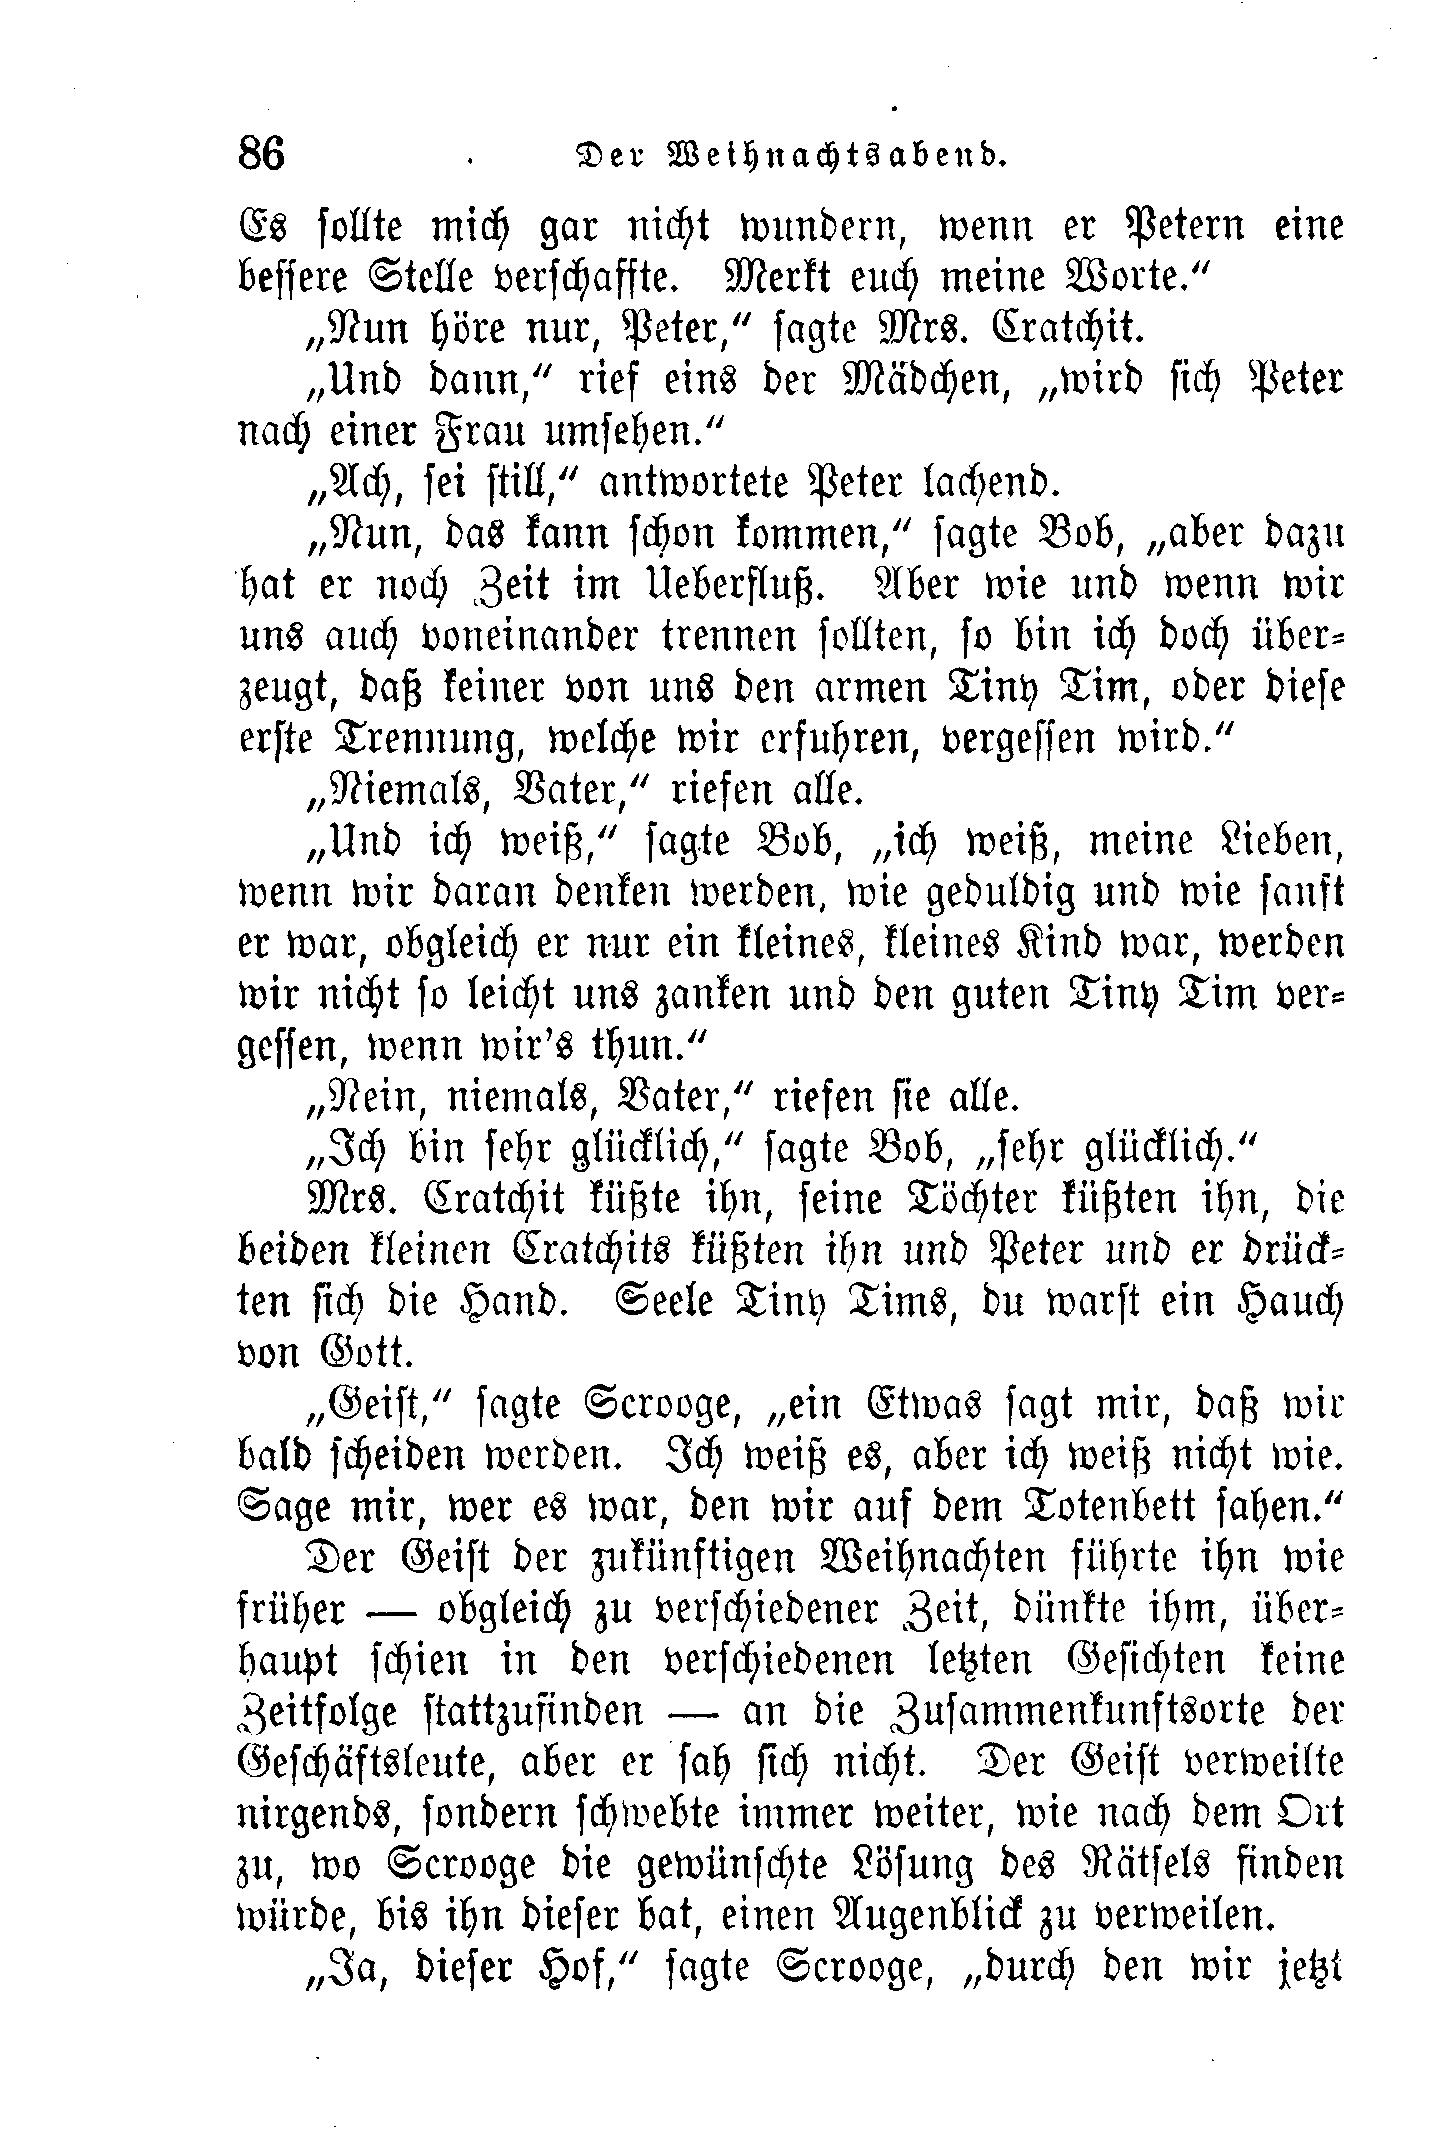 86 Der Weihnachtsabend.
Es sollte mich gar nicht wundern, wenn er Petern eine
bessere Stelle verschaffte. Merkt euch meine Worte.“
„Nun höre nur, Peter,“ sagte Mrs. Cratchit.
„Und dann,“ rief eins der Mädchen, „wird sich Peter
nach einer Frau umsehen.“
„Ach, sei still,“ antwortete Peter lachend.
„Nun, das kann schon kommen,“ sagte Bob, „aber dazu
hat er noch Zeit im Ueberfluß. Aber wie und wenn wir
uns auch voneinander trennen sollten, so bin ich doch über-
zeugt, daß keiner von uns den armen Tiny Tim, oder diese
erste Trennung, welche wir erfuhren, vergessen wird.“
„Niemals, Vater,“ riefen alle.
„Und ich weiß,“ sagte Bob, „ich weiß, meine Lieben,
wenn wir daran denken werden, wie geduldig und wie sanft
er war, obgleich er nur ein kleines, kleines Kind war, werden
wir nicht so leicht uns zanken und den guten Tiny Tim ver-
gessen, wenn wir's thun.“
„Nein, niemals, Vater,“ riefen sie alle.
„Ich bin sehr glücklich,“ sagte Bob, „sehr glücklich.“
Mrs. Cratchit küßte ihn, seine Töchter küßten ihn, die
beiden kleinen Cratchits küßten ihn und Peter und er drück-
ten sich die Hand. Seele Tiny Tims, du warst ein Hauch
von Gott.
„Geist,“ sagte Scrooge, „ein Etwas sagt mir, daß wir
bald scheiden werden. Ich weiß es, aber ich weiß nicht wie.
Sage mir, wer es war, den wir auf dem Totenbett sahen.“
Der Geist der zukünftigen Weihnachten führte ihn wie
früher — obgleich zu verschiedener Zeit, dünkte ihm, über-
haupt schien in den verschiedenen letzten Gesichten keine
Zeitfolge stattzufinden — an die Zusammenkunftsorte der
Geschäftsleute, aber er sah sich nicht. Der Geist verweilte
nirgends, sondern schwebte immer weiter, wie nach dem Ort
zu, wo Scrooge die gewünschte Lösung des Rätsels finden
würde, bis ihn dieser bat, einen Augenblick zu verweilen.
„Ja, dieser Hof,“ sagte Scrooge, „durch den wir jetzt